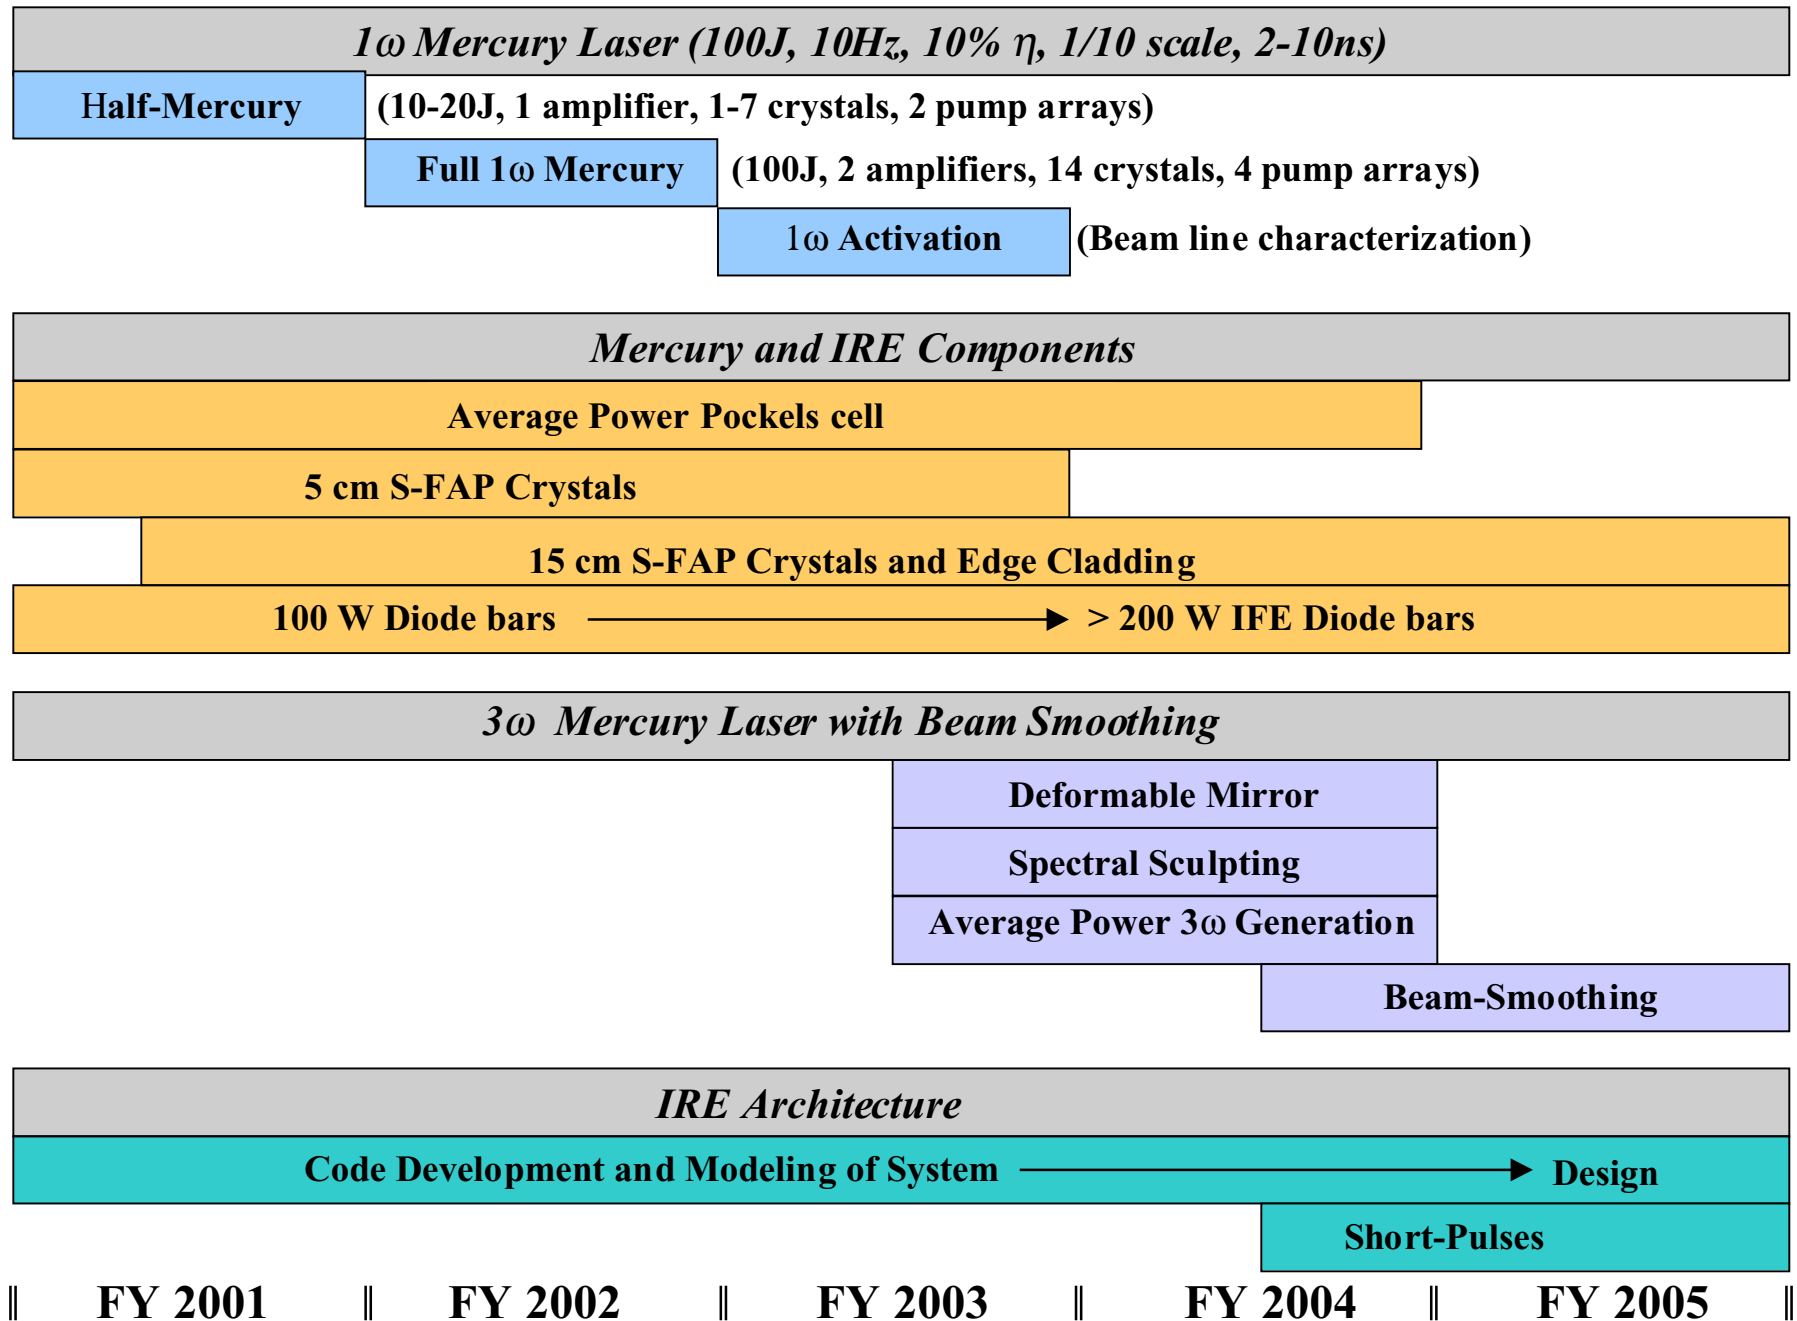 1ω Mercury Laser (100J, 10Hz, 10% η, 1/10 scale, 2-10ns)
Half-Mercury (10-20J, 1 amplifier, 1-7 crystals, 2 pump arrays)
Full 1ω Mercury (100J, 2 amplifiers, 14 crystals, 4 pump arrays)
1ω Activation (Beam line characterization)
Mercury and IRE Components
Average Power Pockels cell
5 cm S-FAP Crystals
15 cm S-FAP Crystals and Edge Cladding
100 W Diode bars > 200 W IFE Diode bars
3ω Mercury Laser with Beam Smoothing
Deformable Mirror
Spectral Sculpting
Average Power 3ω Generation
Beam-Smoothing
IRE Architecture
Code Development and Modeling of System Design
Short-Pulses
FY 2001 FY 2002 FY 2003 FY 2004 FY 2005